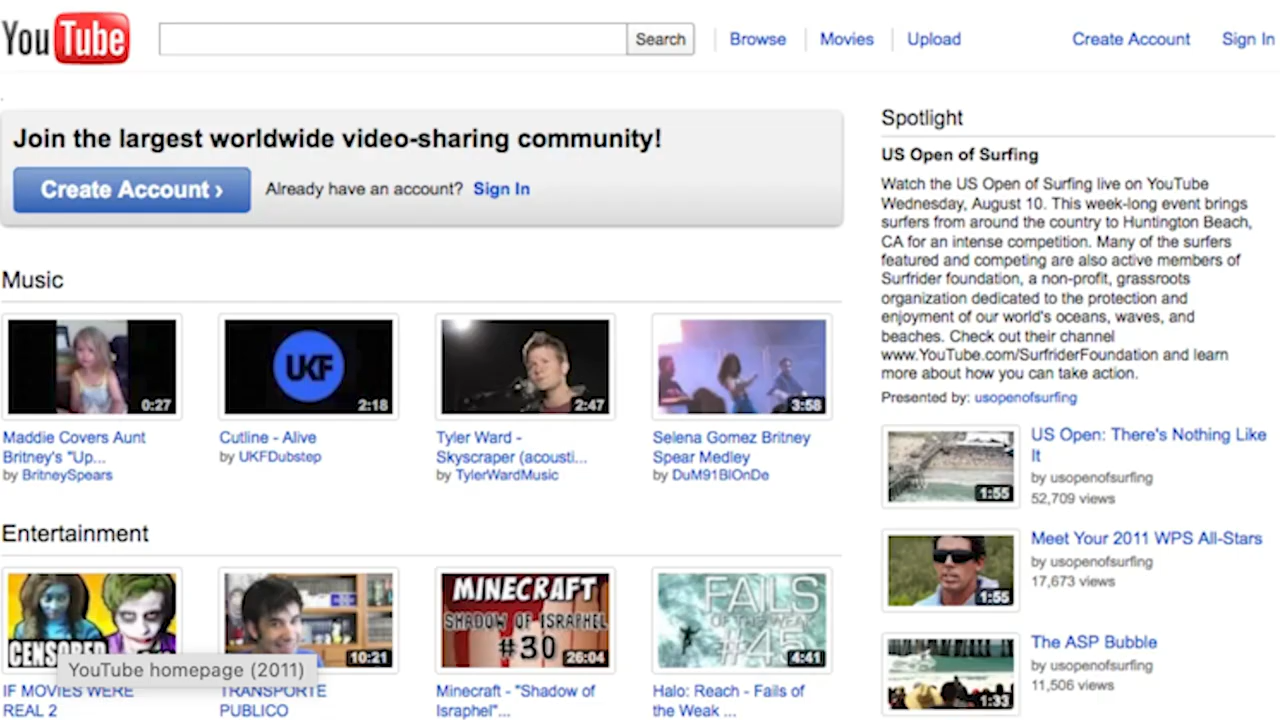 YouTube
Search
Browse
Movies
Upload
Create Account
Sign In
Join the largest worldwide video-sharing community!
Create Account ›
Already have an account? Sign In
Music
0:27
2:18
2:47
3:58
UKF
Maddie Covers Aunt
Britney's "Up...
by BritneySpears
Cutline - Alive
by UKFDubstep
Tyler Ward -
Skyscraper (acousti...
by TylerWardMusic
Selena Gomez Britney
Spear Medley
by DuM91BlOnDe
Entertainment
CENSORED
10:21
MINECRAFT
SHADOW OF ISRAPHEL
#30
26:04
FAILS
OF THE WEAK
#45
4:41
YouTube homepage (2011)
IF MOVIES WERE
REAL 2
TRANSPORTE
PUBLICO
Minecraft - "Shadow of
Israphel"...
Halo: Reach - Fails of
the Weak ...
Spotlight
US Open of Surfing
Watch the US Open of Surfing live on YouTube
Wednesday, August 10. This week-long event brings
surfers from around the country to Huntington Beach,
CA for an intense competition. Many of the surfers
featured and competing are also active members of
Surfrider foundation, a non-profit, grassroots
organization dedicated to the protection and
enjoyment of our world's oceans, waves, and
beaches. Check out their channel
www.YouTube.com/SurfriderFoundation and learn
more about how you can take action.
Presented by: usopenofsurfing
1:55
US Open: There's Nothing Like
It
by usopenofsurfing
52,709 views
1:55
Meet Your 2011 WPS All-Stars
by usopenofsurfing
17,673 views
1:33
The ASP Bubble
by usopenofsurfing
11,506 views